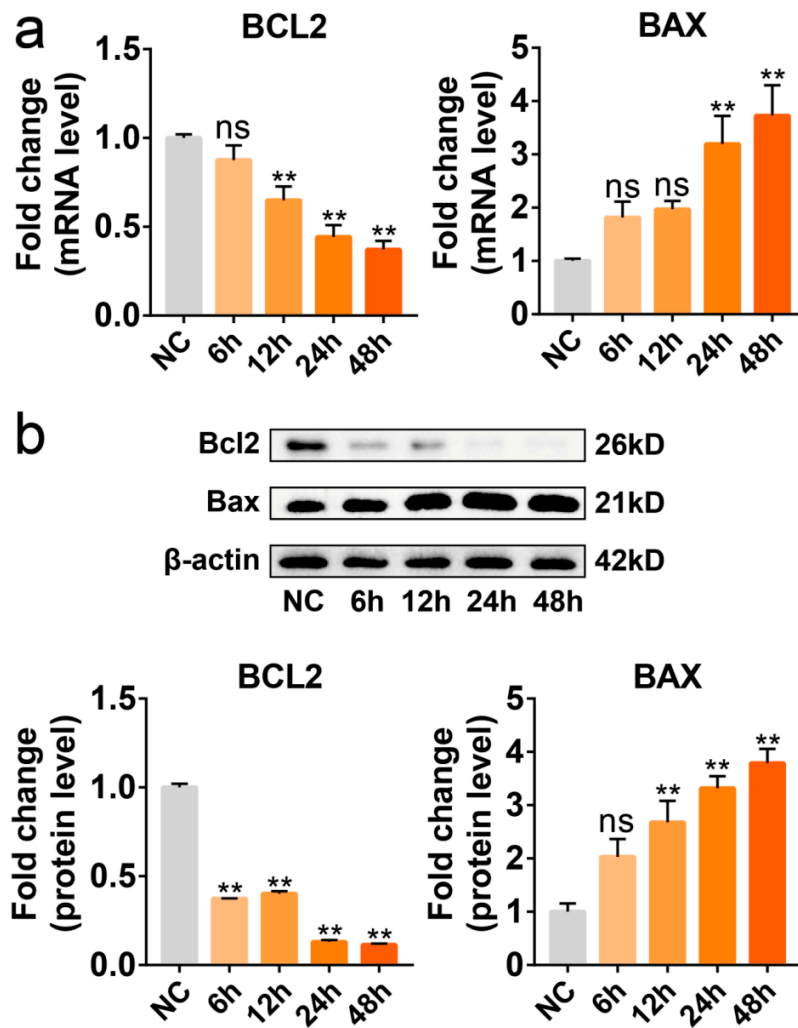 a
BCL2
Fold change
(mRNA level)
1.5
1.0
0.5
0.0
ns
**
**
**
NC
6h
12h
24h
48h
BAX
Fold change
(mRNA level)
5
4
3
2
1
0
ns
ns
**
**
NC
6h
12h
24h
48h
b
Bcl2
26kD
Bax
21kD
β-actin
42kD
NC 6h 12h 24h 48h
BCL2
Fold change
(protein level)
1.5
1.0
0.5
0.0
**
**
**
**
NC
6h
12h
24h
48h
BAX
Fold change
(protein level)
5
4
3
2
1
0
ns
**
**
**
NC
6h
12h
24h
48h